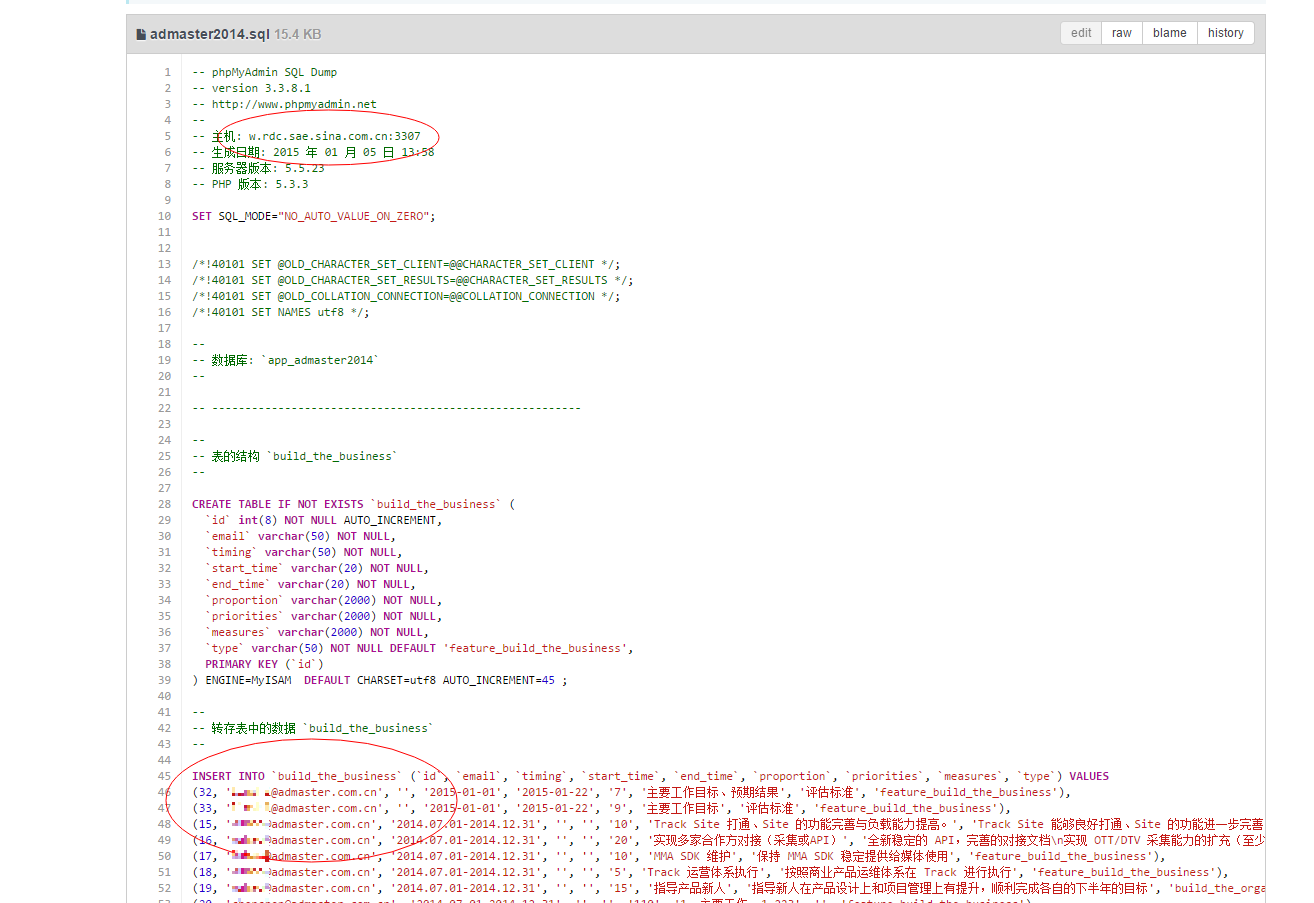 admaster2014.sql 15.4 KB
edit raw blame history
1 -- phpMyAdmin SQL Dump
2 -- version 3.3.8.1
3 -- http://www.phpmyadmin.net
4 --
5 -- 主机: w.rdc.sae.sina.com.cn:3307
6 -- 生成日期: 2015 年 01 月 05 日 13:58
7 -- 服务器版本: 5.5.23
8 -- PHP 版本: 5.3.3
9
10 SET SQL_MODE="NO_AUTO_VALUE_ON_ZERO";
11
12
13 /*!40101 SET @OLD_CHARACTER_SET_CLIENT=@@CHARACTER_SET_CLIENT */;
14 /*!40101 SET @OLD_CHARACTER_SET_RESULTS=@@CHARACTER_SET_RESULTS */;
15 /*!40101 SET @OLD_COLLATION_CONNECTION=@@COLLATION_CONNECTION */;
16 /*!40101 SET NAMES utf8 */;
17
18 --
19 -- 数据库: `app_admaster2014`
20 --
21
22 -- --------------------------------------------------------
23
24 --
25 -- 表的结构 `build_the_business`
26 --
27
28 CREATE TABLE IF NOT EXISTS `build_the_business` (
29 `id` int(8) NOT NULL AUTO_INCREMENT,
30 `email` varchar(50) NOT NULL,
31 `timing` varchar(50) NOT NULL,
32 `start_time` varchar(20) NOT NULL,
33 `end_time` varchar(20) NOT NULL,
34 `proportion` varchar(2000) NOT NULL,
35 `priorities` varchar(2000) NOT NULL,
36 `measures` varchar(2000) NOT NULL,
37 `type` varchar(50) NOT NULL DEFAULT 'feature_build_the_business',
38 PRIMARY KEY (`id`)
39 ) ENGINE=MyISAM DEFAULT CHARSET=utf8 AUTO_INCREMENT=45 ;
40
41 --
42 -- 转存表中的数据 `build_the_business`
43 --
44
45 INSERT INTO `build_the_business` (`id`, `email`, `timing`, `start_time`, `end_time`, `proportion`, `priorities`, `measures`, `type`) VALUES
46 (32, '@admaster.com.cn', '', '2015-01-01', '2015-01-22', '7', '主要工作目标、预期结果', '评估标准', 'feature_build_the_business'),
47 (33, '@admaster.com.cn', '', '2015-01-01', '2015-01-22', '9', '主要工作目标', '评估标准', 'feature_build_the_business'),
48 (15, 'admaster.com.cn', '2014.07.01-2014.12.31', '', '', '10', 'Track Site 打通、Site 的功能完善与负载能力提高。', 'Track Site 能够良好打通、Site 的功能进一步完善
49 (16, '@admaster.com.cn', '2014.07.01-2014.12.31', '', '', '20', '实现多家合作方对接（采集或API）', '全新稳定的 API，完善的对接文档\n实现 OTT/DTV 采集能力的扩充（至少
50 (17, 'admaster.com.cn', '2014.07.01-2014.12.31', '', '', '10', 'MMA SDK 维护', '保持 MMA SDK 稳定提供给媒体使用', 'feature_build_the_business'),
51 (18, '@admaster.com.cn', '2014.07.01-2014.12.31', '', '', '5', 'Track 运营体系执行', '按照商业产品运维体系在 Track 进行执行', 'feature_build_the_business'),
52 (19, '@admaster.com.cn', '2014.07.01-2014.12.31', '', '', '15', '指导产品新人', '指导新人在产品设计上和项目管理上有提升，顺利完成各自的下半年的目标', 'build_the_orga